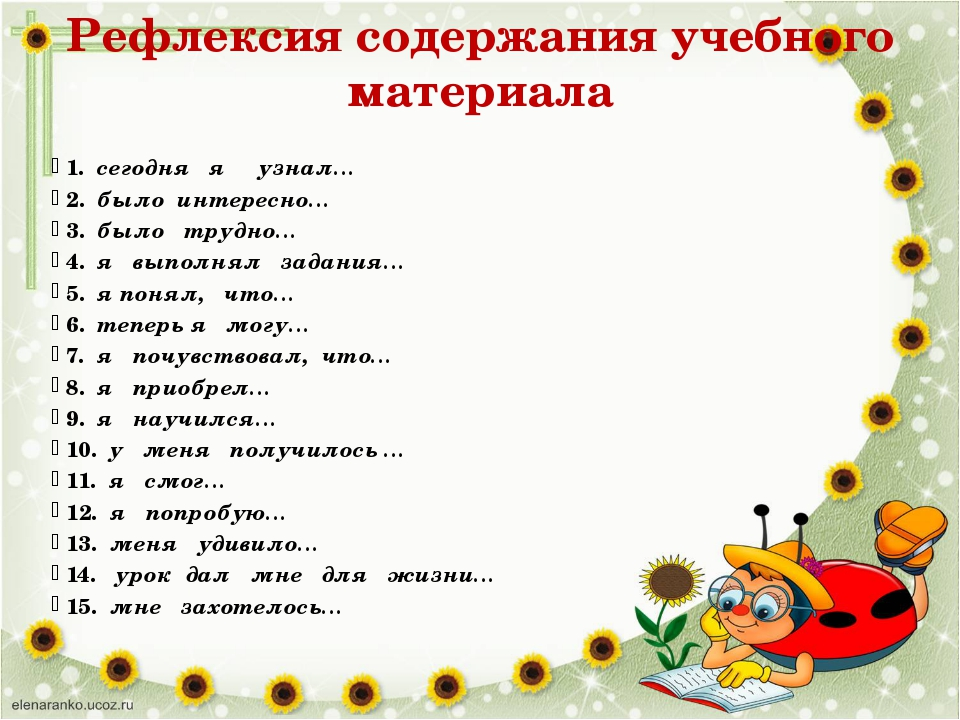 Рефлексия содержания учебного
материала
1. сегодня я узнал...
2. было интересно...
3. было трудно...
4. я выполнял задания...
5. я понял, что...
6. теперь я могу...
7. я почувствовал, что...
8. я приобрел...
9. я научился...
10. у меня получилось ...
11. я смог...
12. я попробую...
13. меня удивило...
14. урок дал мне для жизни...
15. мне захотелось...
elenaranko.ucoz.ru